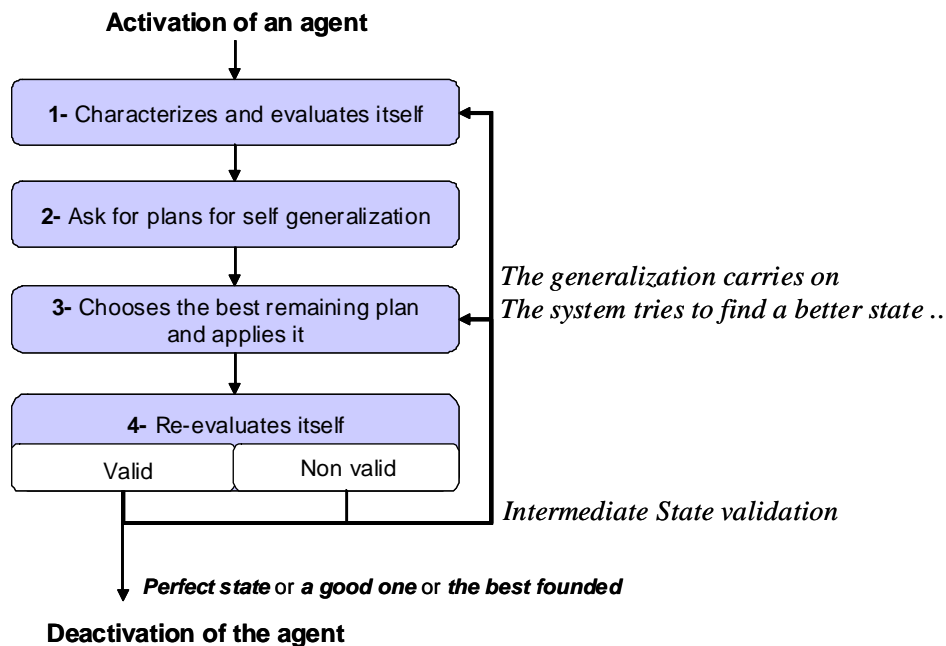 Activation of an agent
1- Characterizes and evaluates itself
2- Ask for plans for self generalization
The generalization carries on
The system tries to find a better state ..
3- Chooses the best remaining plan
and applies it
4- Re-evaluates itself
Valid
Non valid
Intermediate State validation
Perfect state or a good one or the best founded
Deactivation of the agent